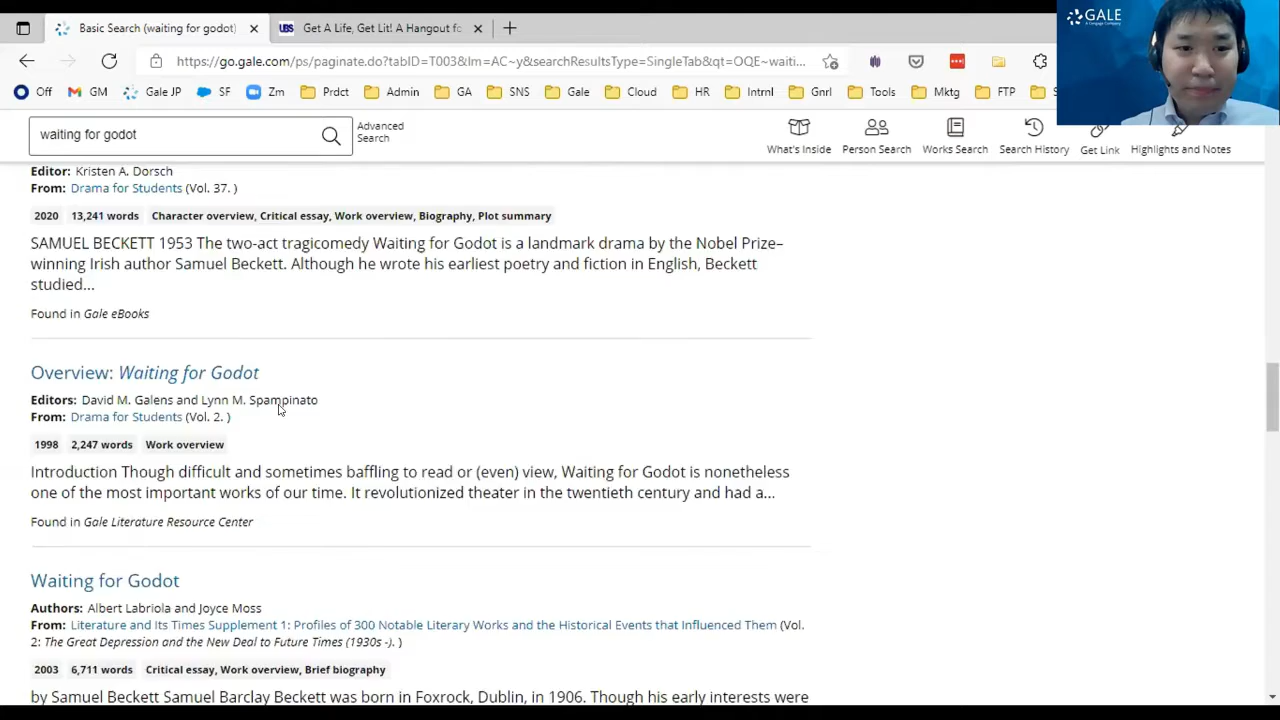 Basic Search (waiting for godot)
UBS
Get A Life, Get Lit! A Hangout fo
GALE
A Cengage Company
https://go.gale.com/ps/paginate.do?tabID=T003&lm=AC~y&searchResultsType=SingleTab&qt=OQE~waiti...
Off GM Gale JP SF Zm Prdct Admin GA SNS Gale Cloud HR Intrnl Gnrl Tools Mktg FTP S
waiting for godot
Advanced
Search
What's Inside Person Search Works Search Search History Get Link Highlights and Notes
Editor: Kristen A. Dorsch
From: Drama for Students (Vol. 37. )
2020 13,241 words Character overview, Critical essay, Work overview, Biography, Plot summary
SAMUEL BECKETT 1953 The two-act tragicomedy Waiting for Godot is a landmark drama by the Nobel Prize–
winning Irish author Samuel Beckett. Although he wrote his earliest poetry and fiction in English, Beckett
studied...
Found in Gale eBooks
Overview: Waiting for Godot
Editors: David M. Galens and Lynn M. Spampinato
From: Drama for Students (Vol. 2. )
1998 2,247 words Work overview
Introduction Though difficult and sometimes baffling to read or (even) view, Waiting for Godot is nonetheless
one of the most important works of our time. It revolutionized theater in the twentieth century and had a...
Found in Gale Literature Resource Center
Waiting for Godot
Authors: Albert Labriola and Joyce Moss
From: Literature and Its Times Supplement 1: Profiles of 300 Notable Literary Works and the Historical Events that Influenced Them (Vol.
2: The Great Depression and the New Deal to Future Times (1930s -). )
2003 6,711 words Critical essay, Work overview, Brief biography
by Samuel Beckett Samuel Barclay Beckett was born in Foxrock, Dublin, in 1906. Though his early interests were